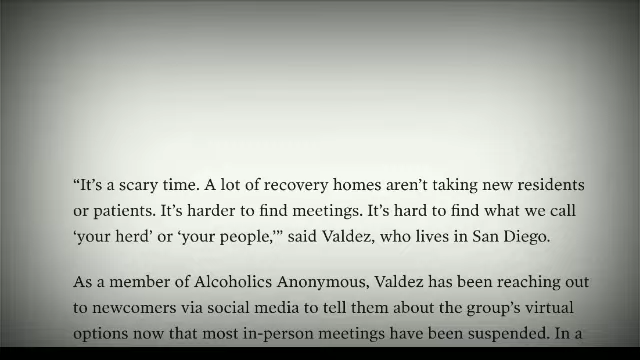 “It’s a scary time. A lot of recovery homes aren’t taking new residents
or patients. It’s harder to find meetings. It’s hard to find what we call
‘your herd’ or ‘your people,’” said Valdez, who lives in San Diego.
As a member of Alcoholics Anonymous, Valdez has been reaching out
to newcomers via social media to tell them about the group’s virtual
options now that most in-person meetings have been suspended. In a